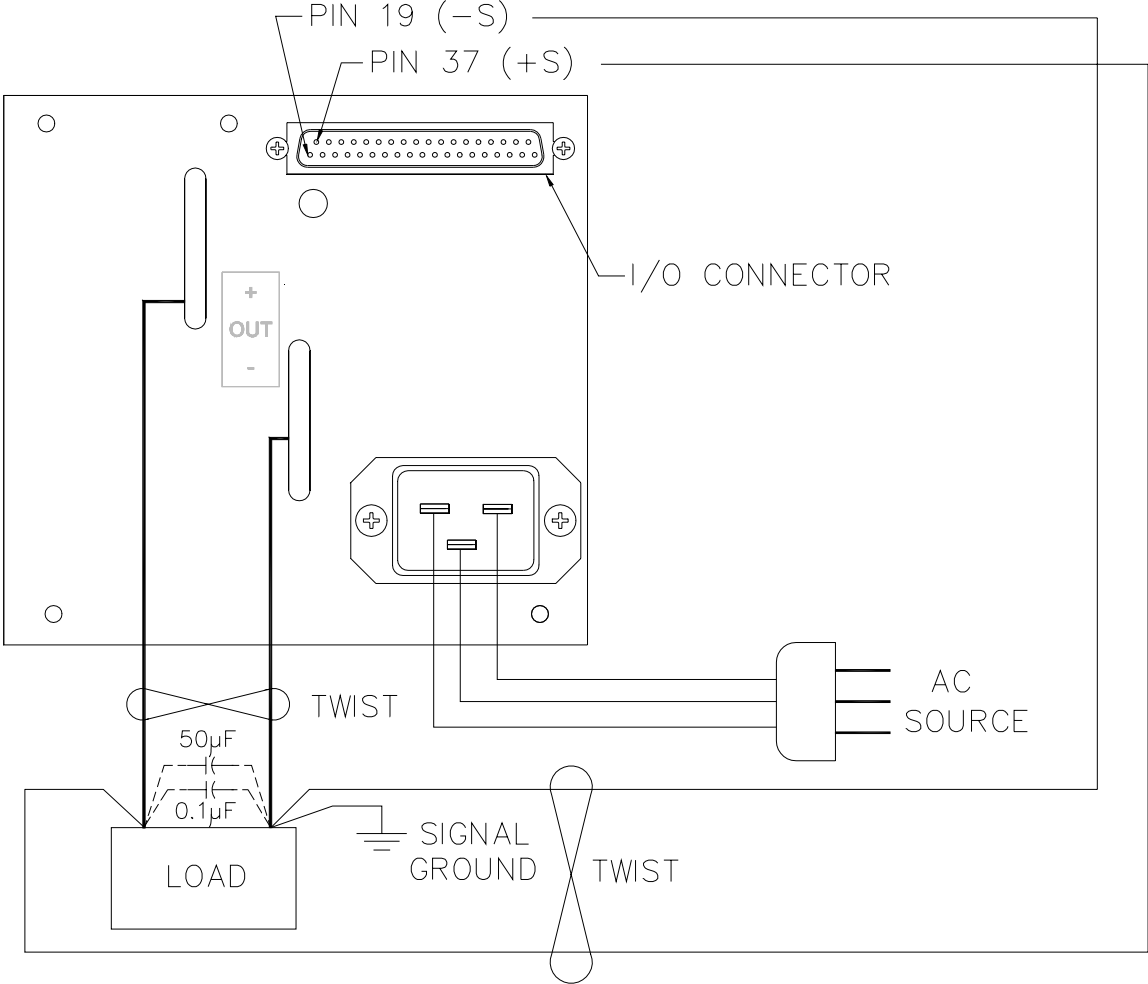 PIN 19 (−S)
PIN 37 (+S)
I/O CONNECTOR
+
OUT
-
TWIST
AC
SOURCE
50µF
0.1µF
SIGNAL
GROUND
TWIST
LOAD